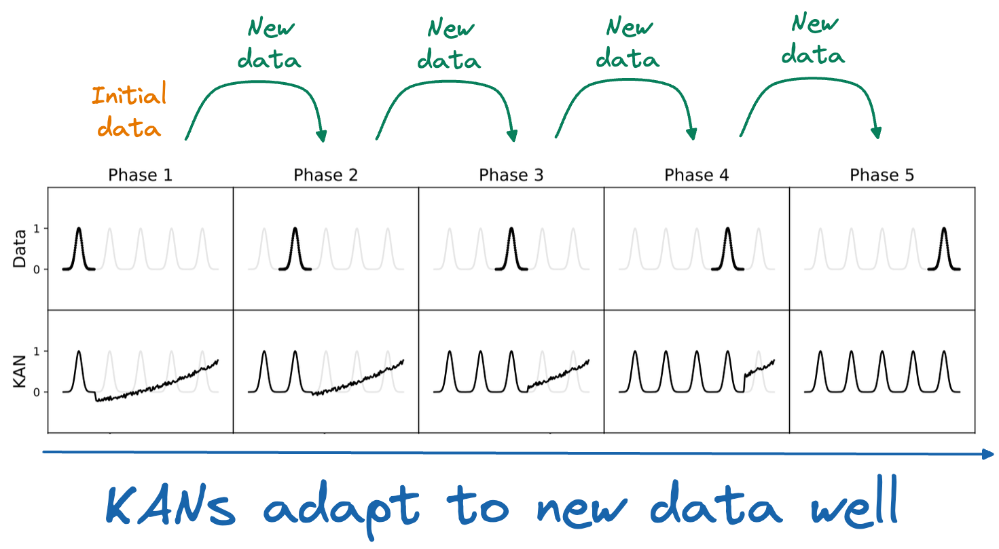 New
data
New
data
New
data
New
data
Initial
data
Phase 1
Phase 2
Phase 3
Phase 4
Phase 5
Data
1
0
KAN
1
0
KANs adapt to new data well